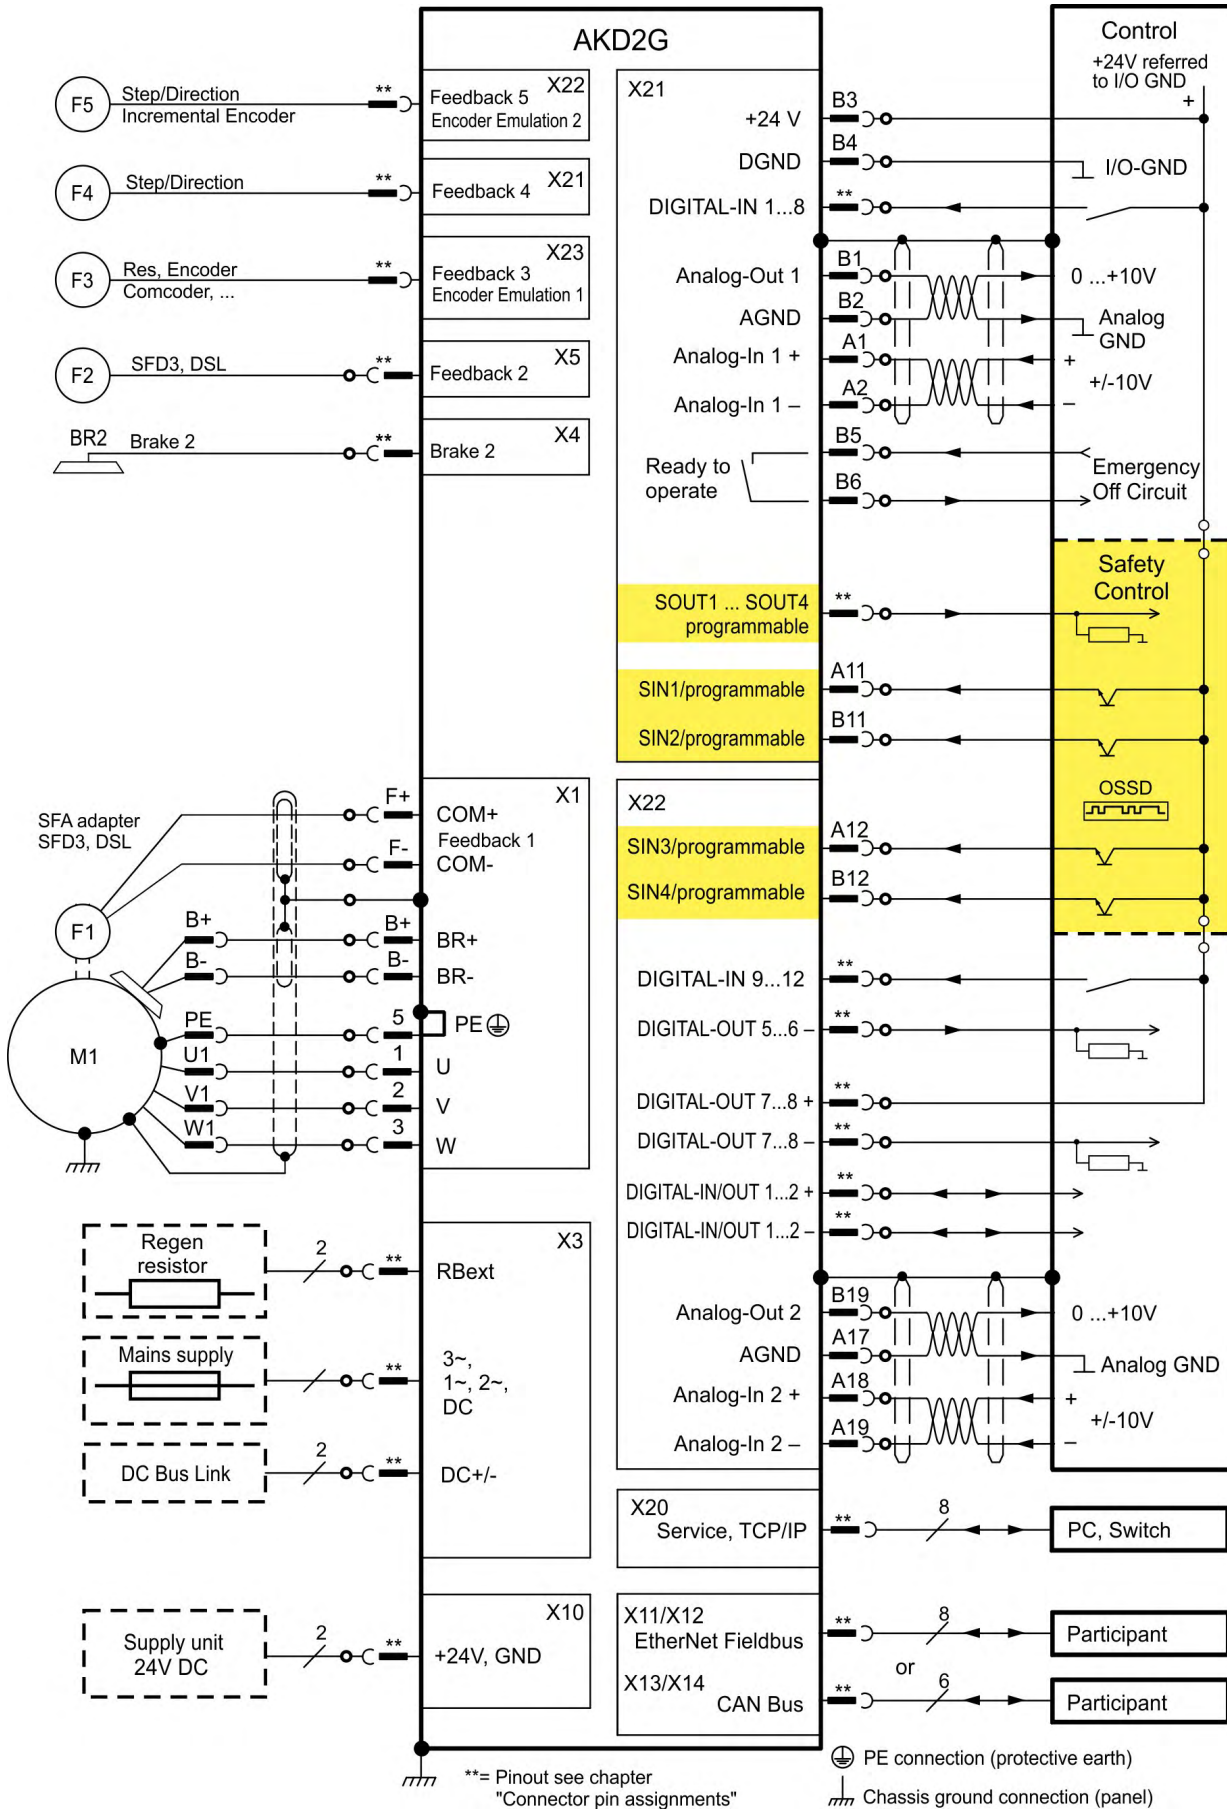 AKD2G
F5
Step/Direction
Incremental Encoder
**
X22
Feedback 5
Encoder Emulation 2
F4
Step/Direction
**
X21
Feedback 4
F3
Res, Encoder
Comcoder, ...
**
X23
Feedback 3
Encoder Emulation 1
F2
SFD3, DSL
**
X5
Feedback 2
BR2
Brake 2
**
X4
Brake 2
SFA adapter
SFD3, DSL
F1
M1
F+
F-
B+
B-
PE
U1
V1
W1
B+
B-
5
1
2
3
X1
COM+
Feedback 1
COM-
BR+
BR-
PE
U
V
W
Regen
resistor
2
**
X3
RBext
Mains supply
**
3~,
1~, 2~,
DC
DC Bus Link
2
**
DC+/-
Supply unit
24V DC
2
**
X10
+24V, GND
X21
+24 V
B3
DGND
B4
DIGITAL-IN 1...8
**
Analog-Out 1
B1
AGND
B2
Analog-In 1 +
A1
Analog-In 1 –
A2
Ready to
operate
B5
B6
SOUT1 ... SOUT4
programmable
**
SIN1/programmable
A11
SIN2/programmable
B11
X22
SIN3/programmable
A12
SIN4/programmable
B12
DIGITAL-IN 9...12
**
DIGITAL-OUT 5...6 –
**
DIGITAL-OUT 7...8 +
**
DIGITAL-OUT 7...8 –
**
DIGITAL-IN/OUT 1...2 +
**
DIGITAL-IN/OUT 1...2 –
**
Analog-Out 2
B19
AGND
A17
Analog-In 2 +
A18
Analog-In 2 –
A19
X20
Service, TCP/IP
**
8
PC, Switch
X11/X12
EtherNet Fieldbus
**
8
Participant
or
X13/X14
CAN Bus
**
6
Participant
Control
+24V referred
to I/O GND
+
I/O-GND
0 ...+10V
Analog
GND
+
+/-10V
–
Emergency
Off Circuit
Safety
Control
OSSD
0 ...+10V
Analog GND
+
+/-10V
–
**= Pinout see chapter
"Connector pin assignments"
PE connection (protective earth)
Chassis ground connection (panel)